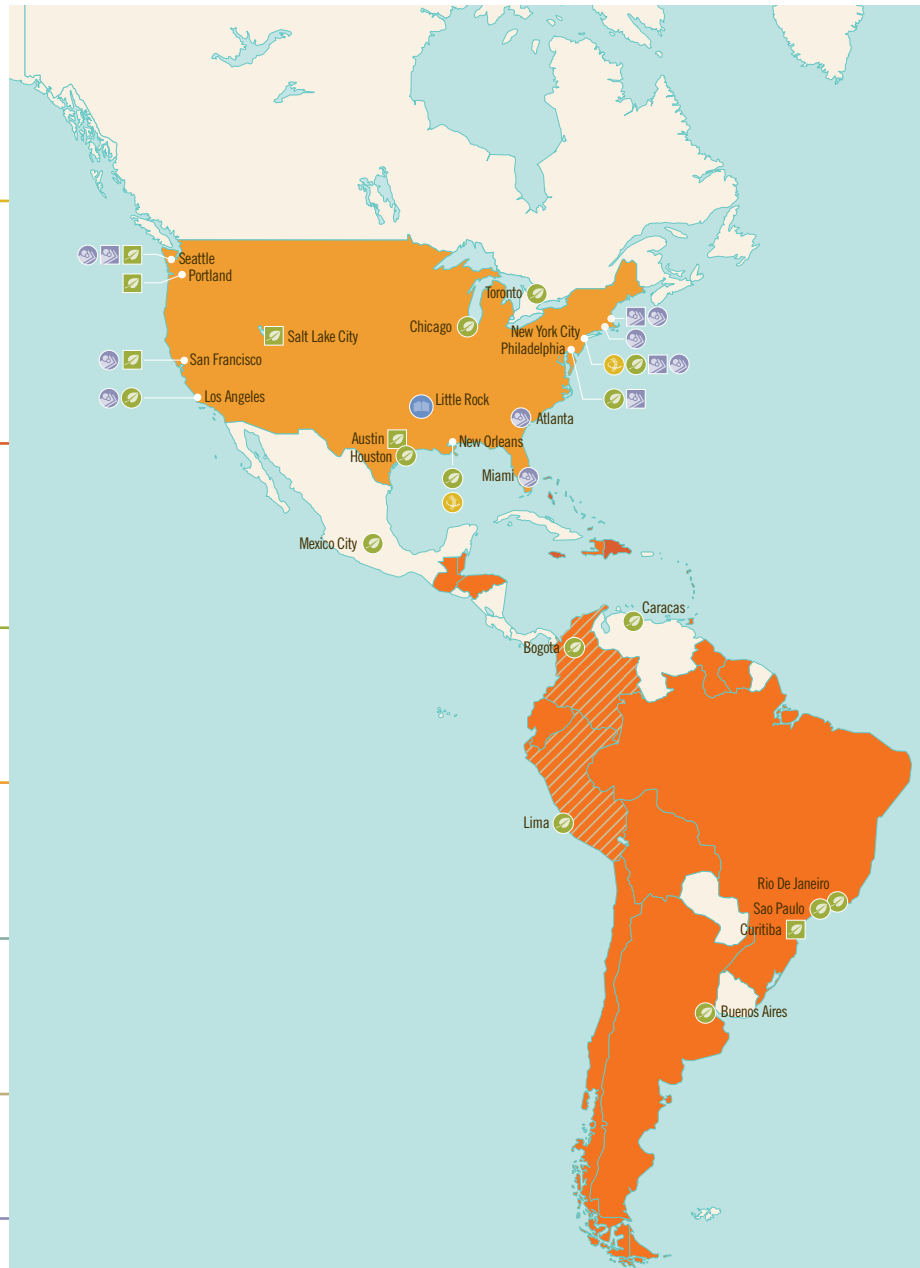 Seattle
Portland
Toronto
Chicago
Salt Lake City
New York City
Philadelphia
San Francisco
Los Angeles
Little Rock
Atlanta
Austin
New Orleans
Houston
Miami
Mexico City
Caracas
Bogota
Lima
Rio De Janeiro
Sao Paulo
Curitiba
Buenos Aires